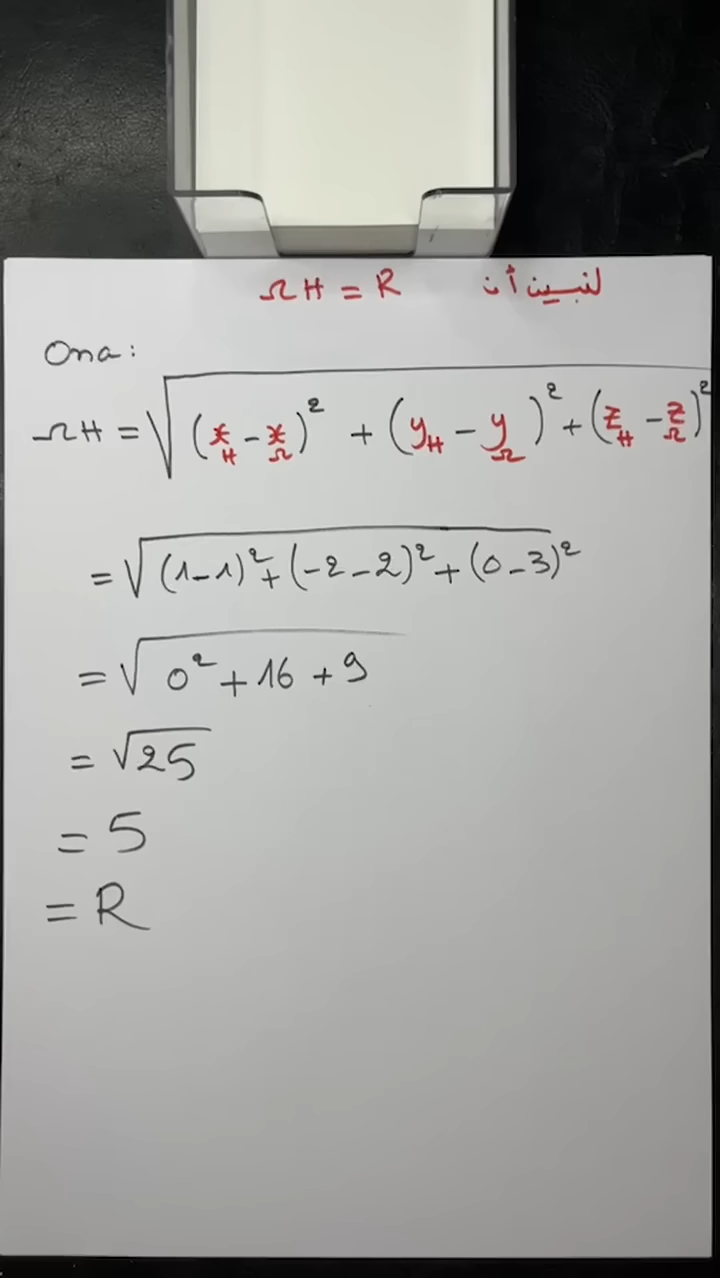 لنبين أن ΩH = R
On a :
ΩH = √((x_H - x_Ω)² + (y_H - y_Ω)² + (z_H - z_Ω)²)
= √((1-1)² + (-2-2)² + (0-3)²)
= √(0² + 16 + 9)
= √25
= 5
= R